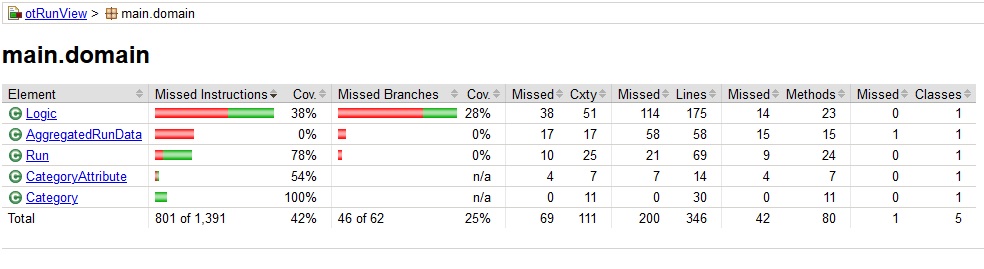 otRunView > main.domain
main.domain
Element Missed Instructions Cov. Missed Branches Cov. Missed Cxty Missed Lines Missed Methods Missed Classes
Logic 38% 28% 38 51 114 175 14 23 0 1
AggregatedRunData 0% 0% 17 17 58 58 15 15 1 1
Run 78% 0% 10 25 21 69 9 24 0 1
CategoryAttribute 54% n/a 4 7 7 14 4 7 0 1
Category 100% n/a 0 11 0 30 0 11 0 1
Total 801 of 1,391 42% 46 of 62 25% 69 111 200 346 42 80 1 5